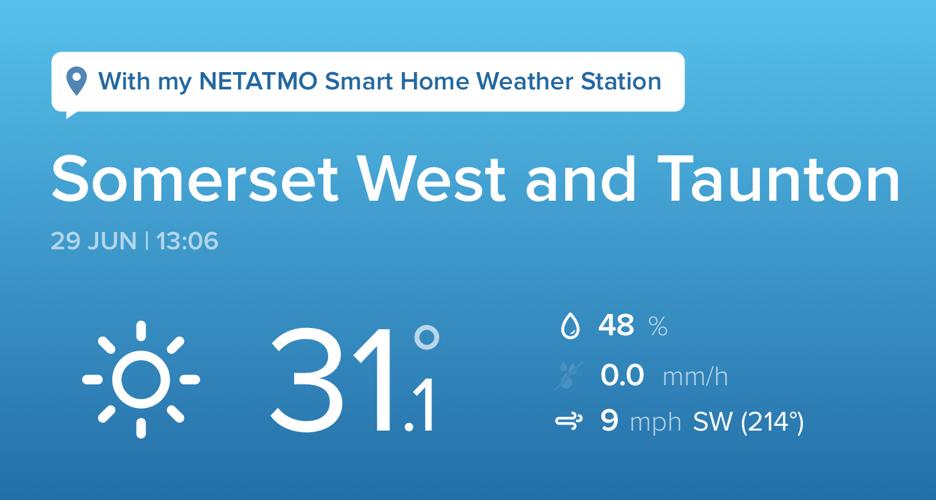 With my NETATMO Smart Home Weather Station
Somerset West and Taunton
29 JUN | 13:06
31.1°
48 %
0.0 mm/h
9 mph SW (214°)